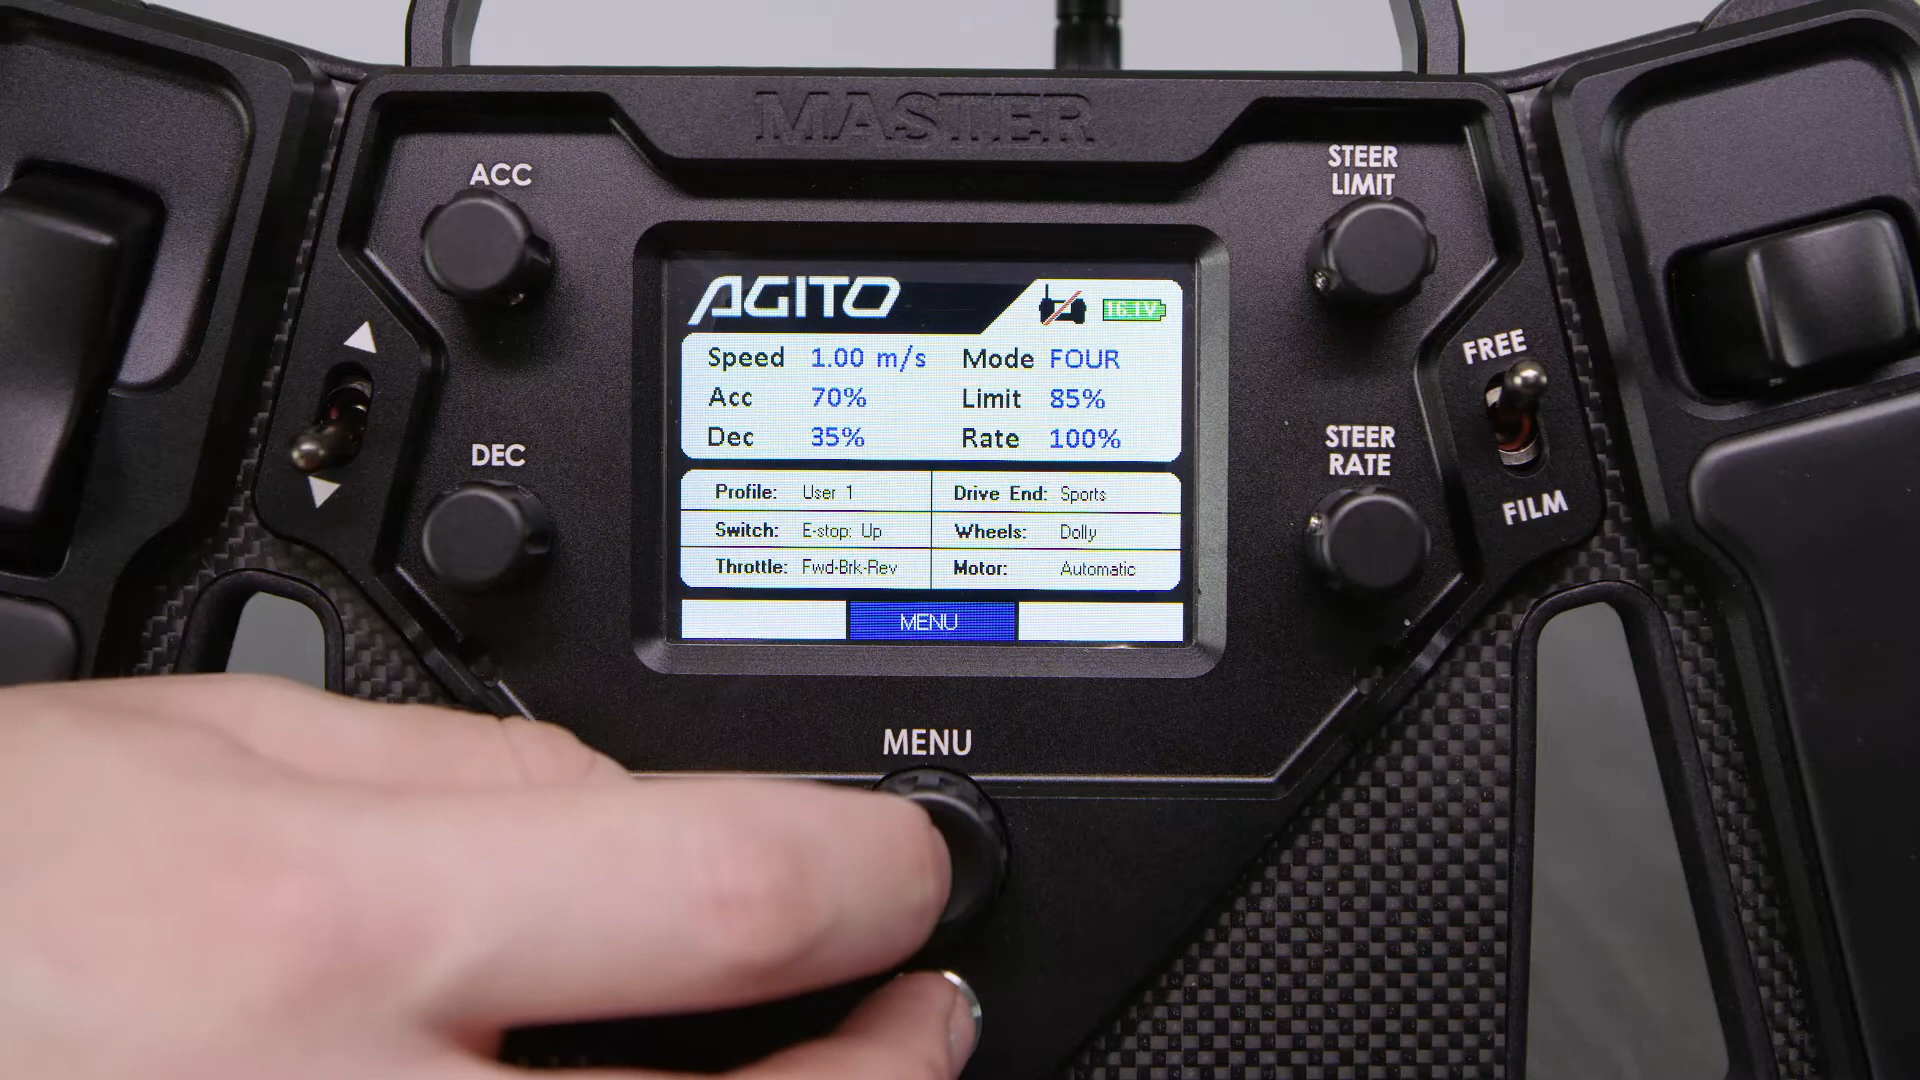 MASTER
ACC
STEER
LIMIT
AGITO
16.1V
Speed 1.00 m/s Mode FOUR
Acc 70% Limit 85%
Dec 35% Rate 100%
FREE
DEC
STEER
RATE
Profile: User 1 Drive End: Sports
Switch: E-stop: Up Wheels: Dolly
Throttle: Fwd-Brk-Rev Motor: Automatic
FILM
MENU
MENU